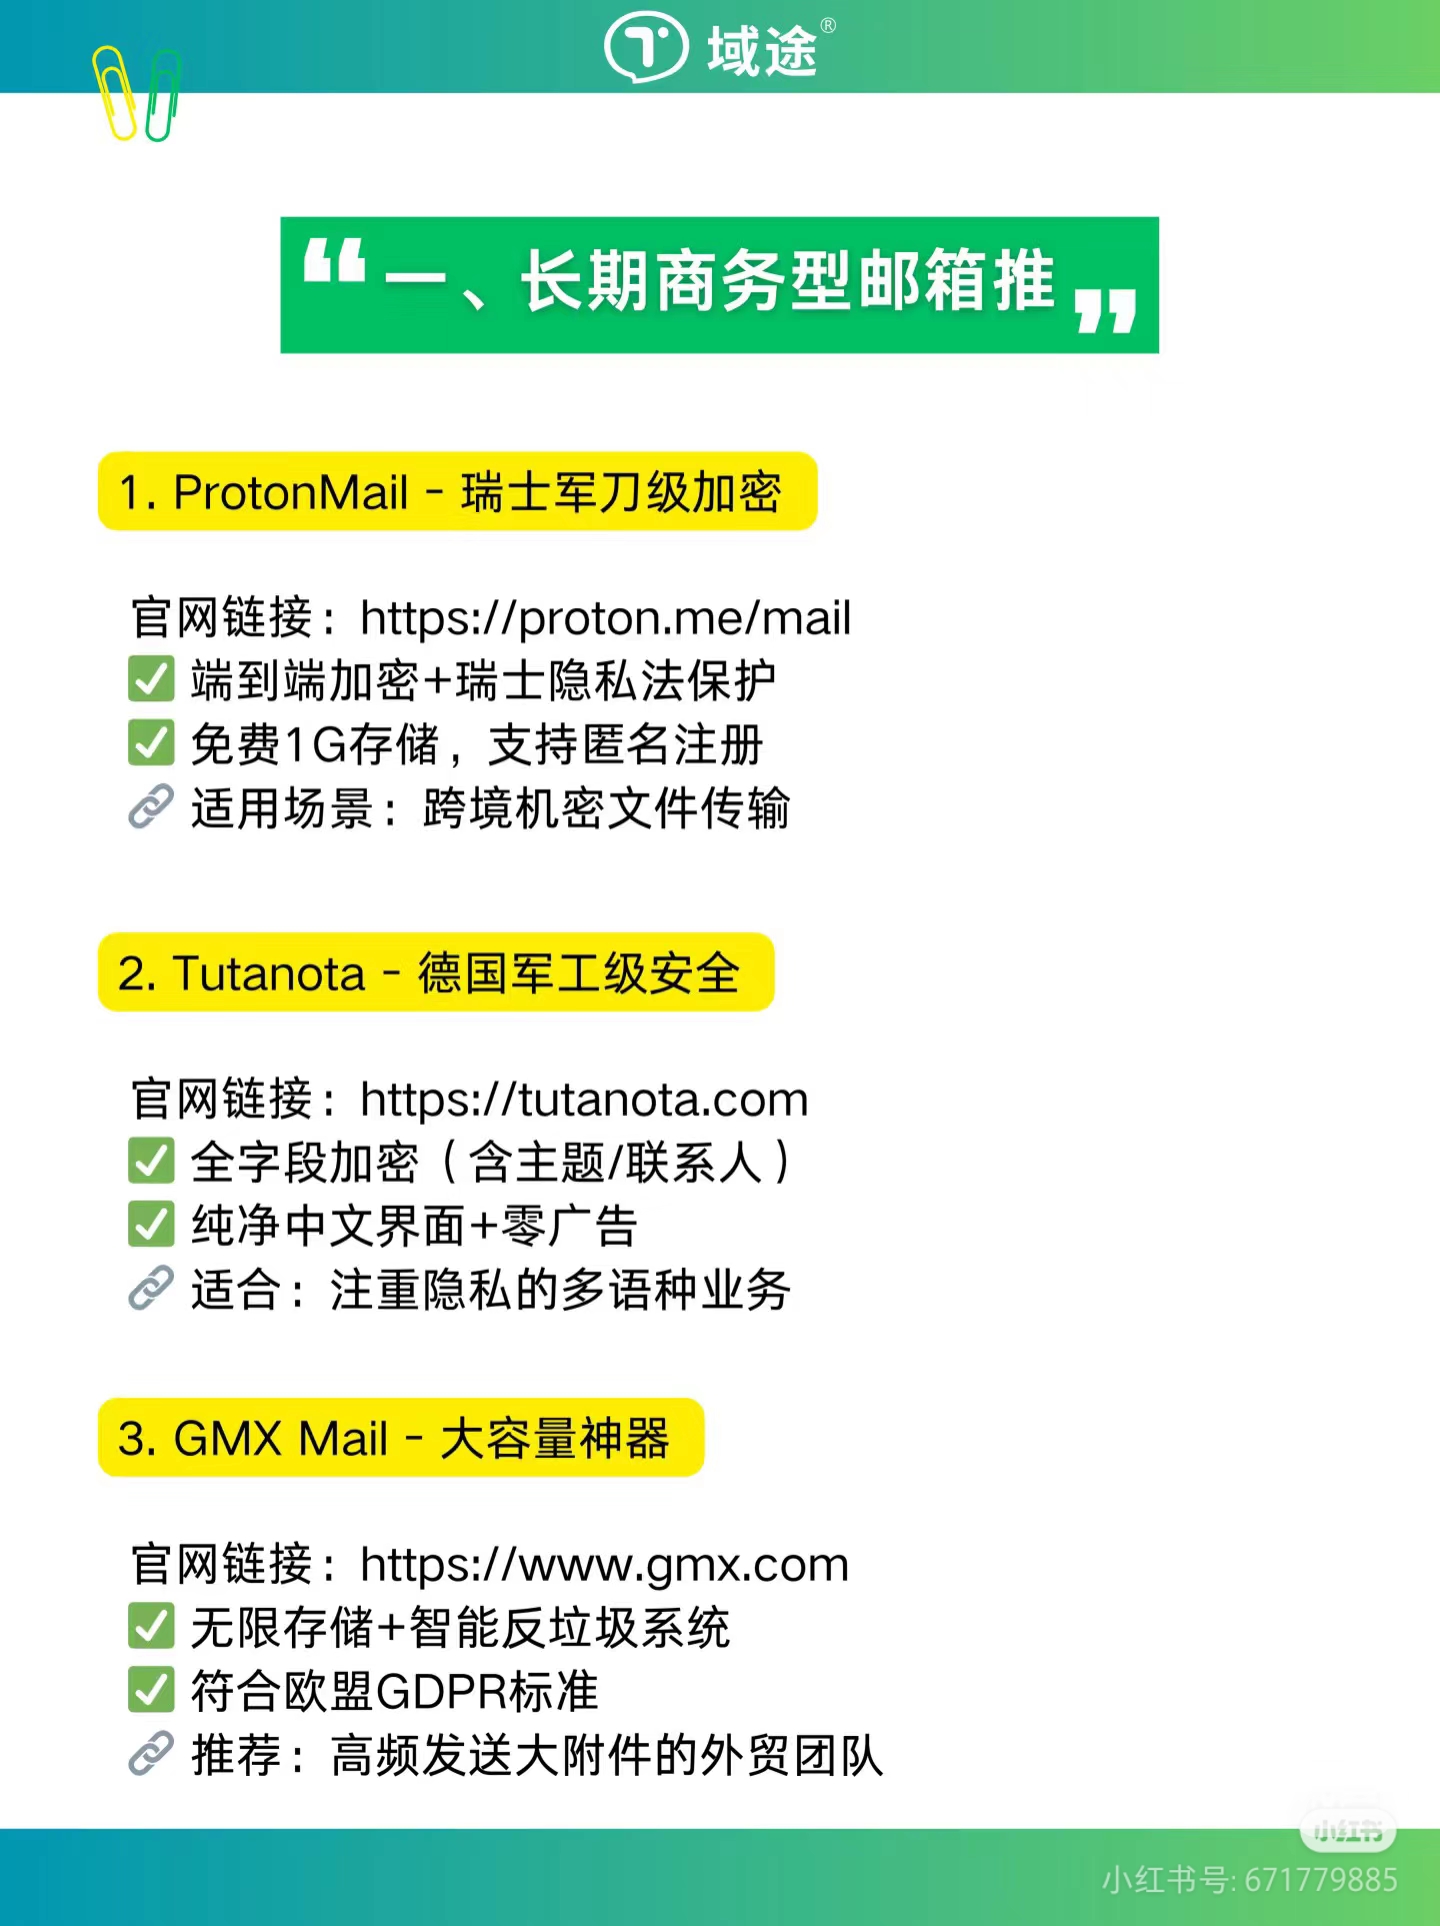 域途®
“一、长期商务型邮箱推”
1. ProtonMail - 瑞士军刀级加密
官网链接：https://proton.me/mail
✅ 端到端加密+瑞士隐私法保护
✅ 免费1G存储，支持匿名注册
🔗 适用场景：跨境机密文件传输
2. Tutanota - 德国军工级安全
官网链接：https://tutanota.com
✅ 全字段加密（含主题/联系人）
✅ 纯净中文界面+零广告
🔗 适合：注重隐私的多语种业务
3. GMX Mail - 大容量神器
官网链接：https://www.gmx.com
✅ 无限存储+智能反垃圾系统
✅ 符合欧盟GDPR标准
🔗 推荐：高频发送大附件的外贸团队
小红书
小红书号: 671779885